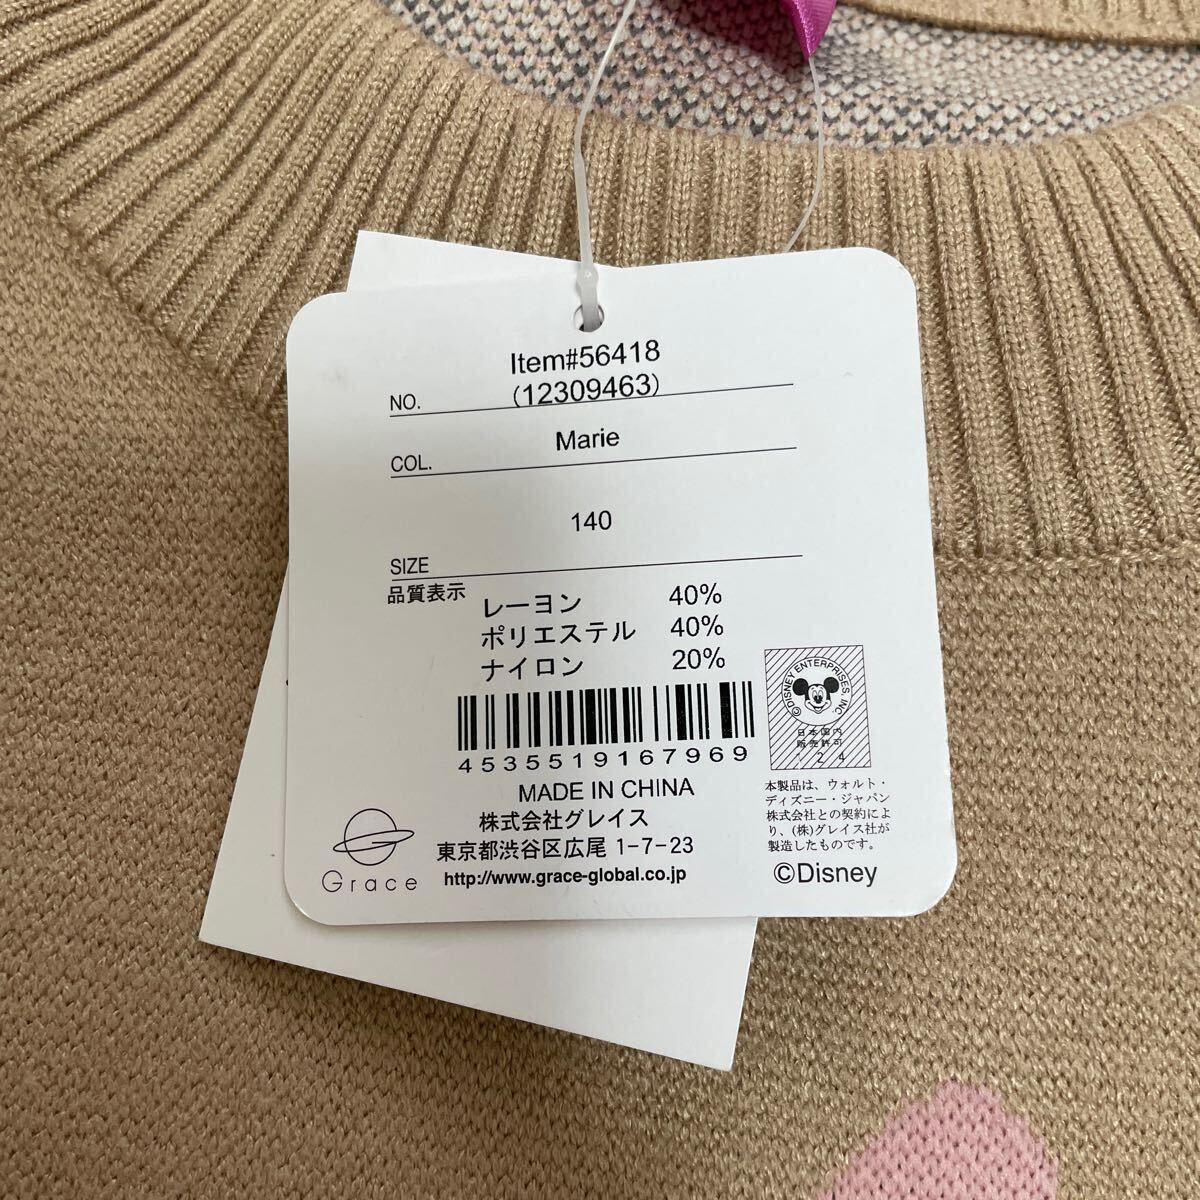 Item#56418
NO. (12309463)
COL. Marie
140
SIZE
品質表示
レーヨン 40%
ポリエステル 40%
ナイロン 20%
4535519167969
MADE IN CHINA
株式会社グレイス
東京都渋谷区広尾 1-7-23
http://www.grace-global.co.jp
Grace
©DISNEY ENTERPRISES, INC.
日本国内
販売許可
'24
本製品は、ウォルト・
ディズニー・ジャパン
株式会社との契約によ
り、(株)グレイス社が
製造したものです。
©Disney